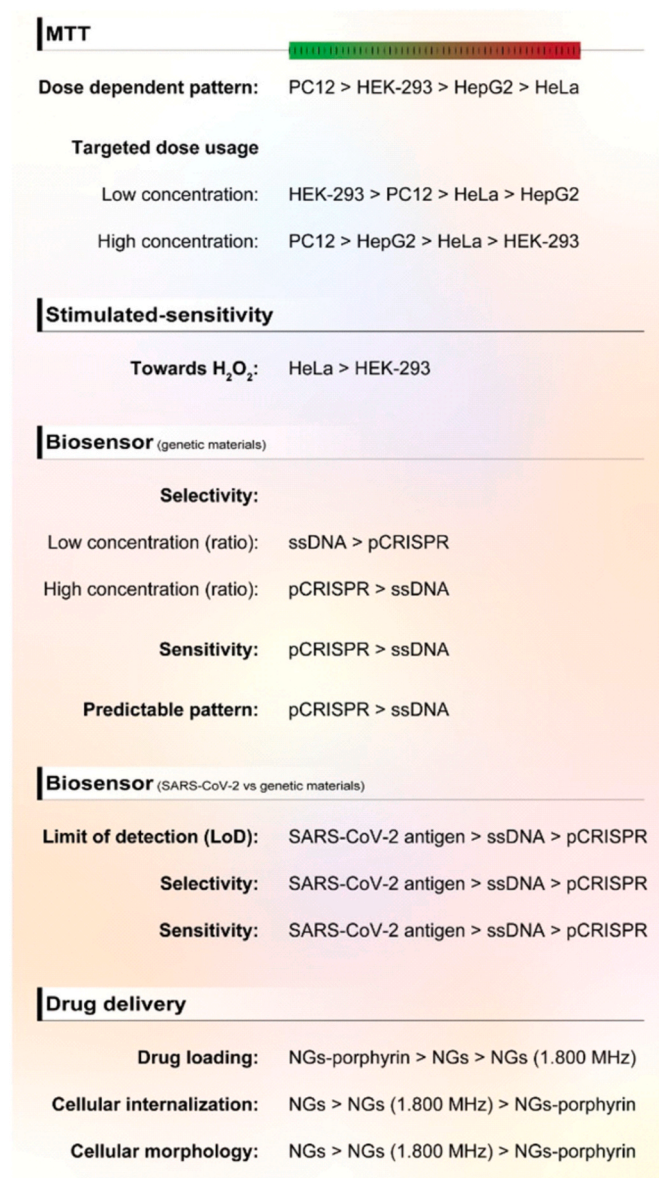 MTT
Dose dependent pattern: PC12 > HEK-293 > HepG2 > HeLa
Targeted dose usage
Low concentration: HEK-293 > PC12 > HeLa > HepG2
High concentration: PC12 > HepG2 > HeLa > HEK-293
Stimulated-sensitivity
Towards H₂O₂: HeLa > HEK-293
Biosensor (genetic materials)
Selectivity:
Low concentration (ratio): ssDNA > pCRISPR
High concentration (ratio): pCRISPR > ssDNA
Sensitivity: pCRISPR > ssDNA
Predictable pattern: pCRISPR > ssDNA
Biosensor (SARS-CoV-2 vs genetic materials)
Limit of detection (LoD): SARS-CoV-2 antigen > ssDNA > pCRISPR
Selectivity: SARS-CoV-2 antigen > ssDNA > pCRISPR
Sensitivity: SARS-CoV-2 antigen > ssDNA > pCRISPR
Drug delivery
Drug loading: NGs-porphyrin > NGs > NGs (1.800 MHz)
Cellular internalization: NGs > NGs (1.800 MHz) > NGs-porphyrin
Cellular morphology: NGs > NGs (1.800 MHz) > NGs-porphyrin